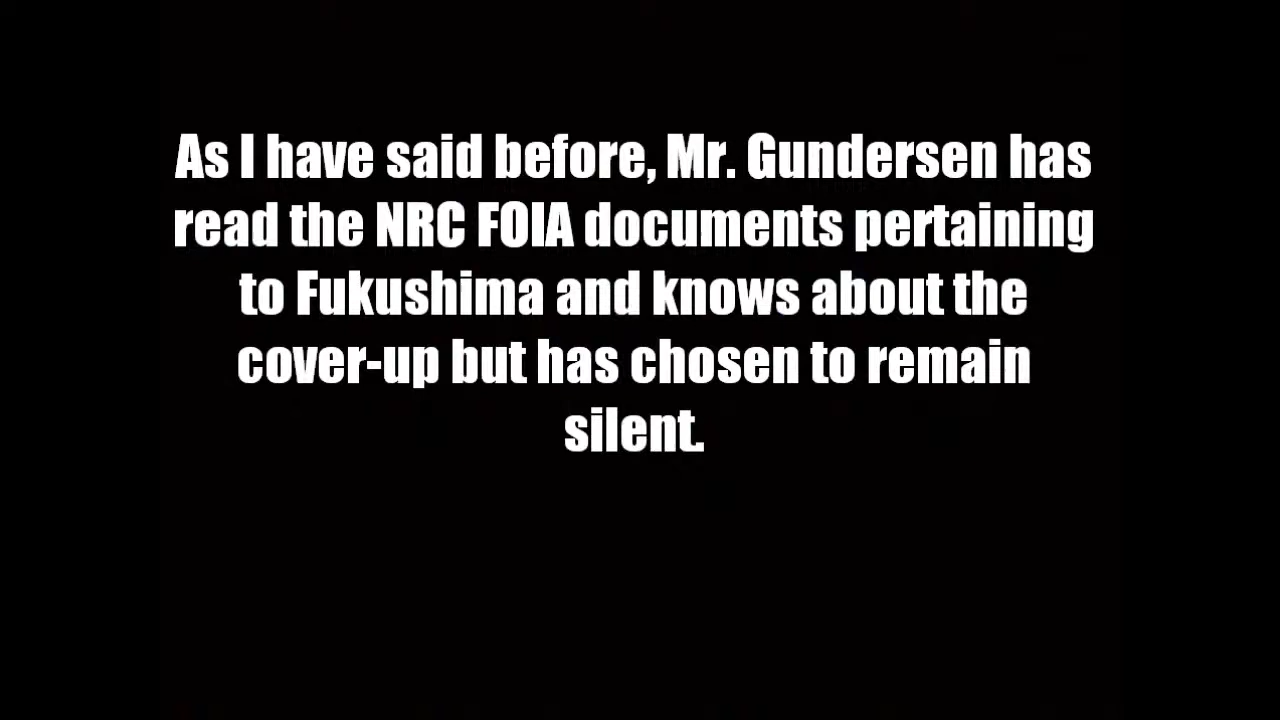 As I have said before, Mr. Gundersen has
read the NRC FOIA documents pertaining
to Fukushima and knows about the
cover-up but has chosen to remain
silent.